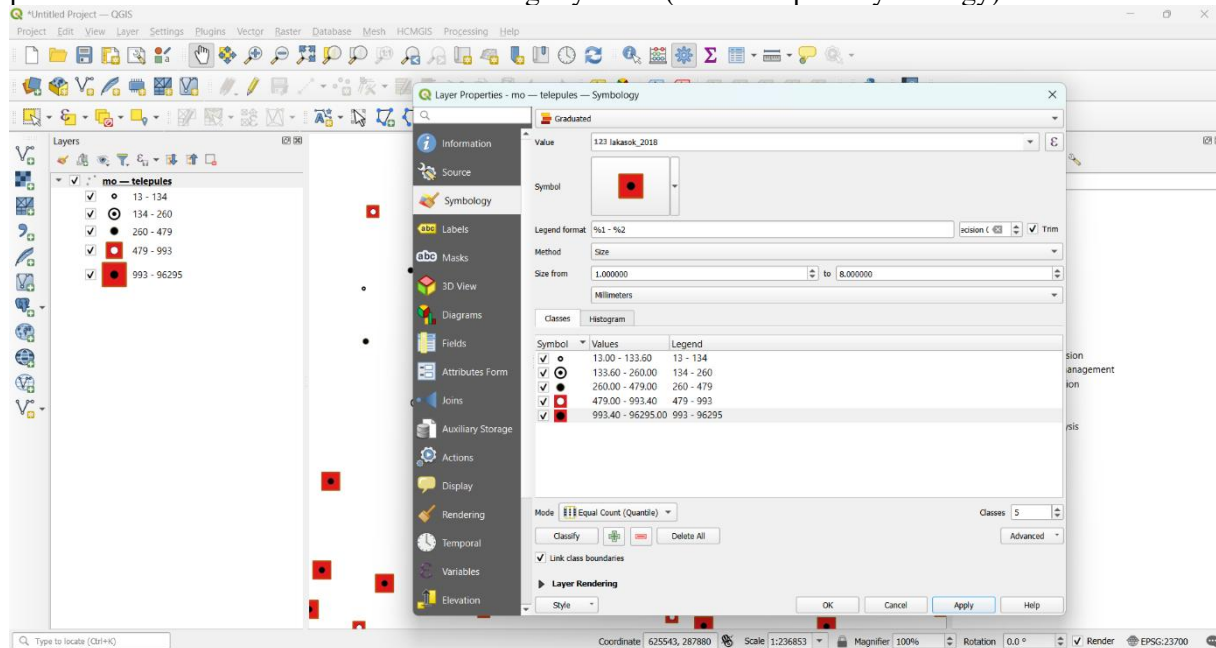 *Untitled Project — QGIS
Project Edit View Layer Settings Plugins Vector Raster Database Mesh HCMGIS Processing Help
Layers
mo — telepules
13 - 134
134 - 260
260 - 479
479 - 993
993 - 96295
Layer Properties - mo — telepules — Symbology
Information
Source
Symbology
Labels
Masks
3D View
Diagrams
Fields
Attributes Form
Joins
Auxiliary Storage
Actions
Display
Rendering
Temporal
Variables
Elevation
Graduated
Value 123 lakasok_2018
Symbol
Legend format %1 - %2 ecision ( Trim
Method Size
Size from 1.000000 to 8.000000
Millimeters
Classes Histogram
Symbol Values Legend
13.00 - 133.60 13 - 134
133.60 - 260.00 134 - 260
260.00 - 479.00 260 - 479
479.00 - 993.40 479 - 993
993.40 - 96295.00 993 - 96295
Mode Equal Count (Quantile) Classes 5
Classify Delete All Advanced
Link class boundaries
Layer Rendering
Style OK Cancel Apply Help
sion
anagement
ion
ysis
Type to locate (Ctrl+K) Coordinate 625543, 287880 Scale 1:236853 Magnifier 100% Rotation 0.0 ° Render EPSG:23700